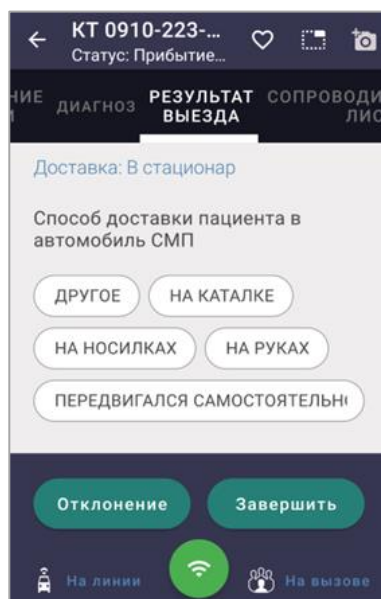 КТ 0910-223-...
Статус: Прибытие...
НИЕ ДИАГНОЗ РЕЗУЛЬТАТ ВЫЕЗДА СОПРОВОДИ ЛИС
Доставка: В стационар
Способ доставки пациента в
автомобиль СМП
ДРУГОЕ НА КАТАЛКЕ
НА НОСИЛКАХ НА РУКАХ
ПЕРЕДВИГАЛСЯ САМОСТОЯТЕЛЬН
Отклонение Завершить
На линии На вызове